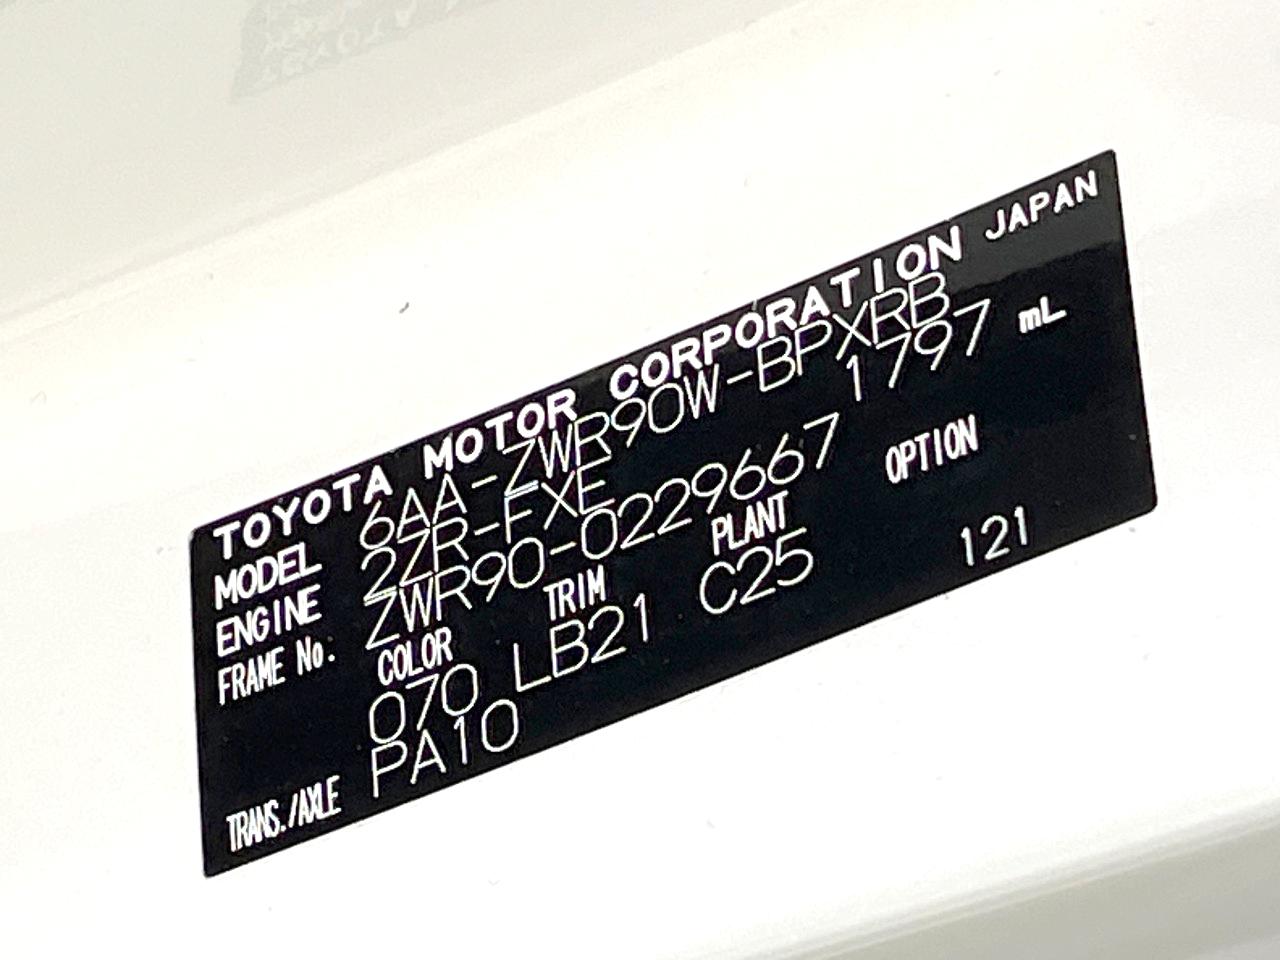 TOYOTA MOTOR CORPORATION JAPAN
MODEL 6AA-ZWR90W-BPXRB
ENGINE 2ZR-FXE 1797 mL
FRAME No. ZWR90-0229667
COLOR TRIM PLANT OPTION
070 LB21 C25 121
TRANS./AXLE PA10